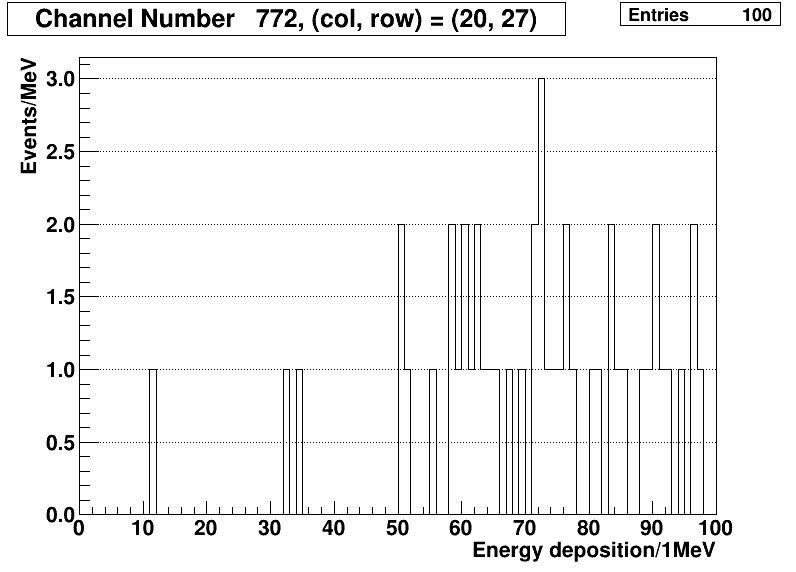 Channel Number 772, (col, row) = (20, 27)
Entries 100
Events/MeV
3.0
2.5
2.0
1.5
1.0
0.5
0.0
0 10 20 30 40 50 60 70 80 90 100
Energy deposition/1MeV